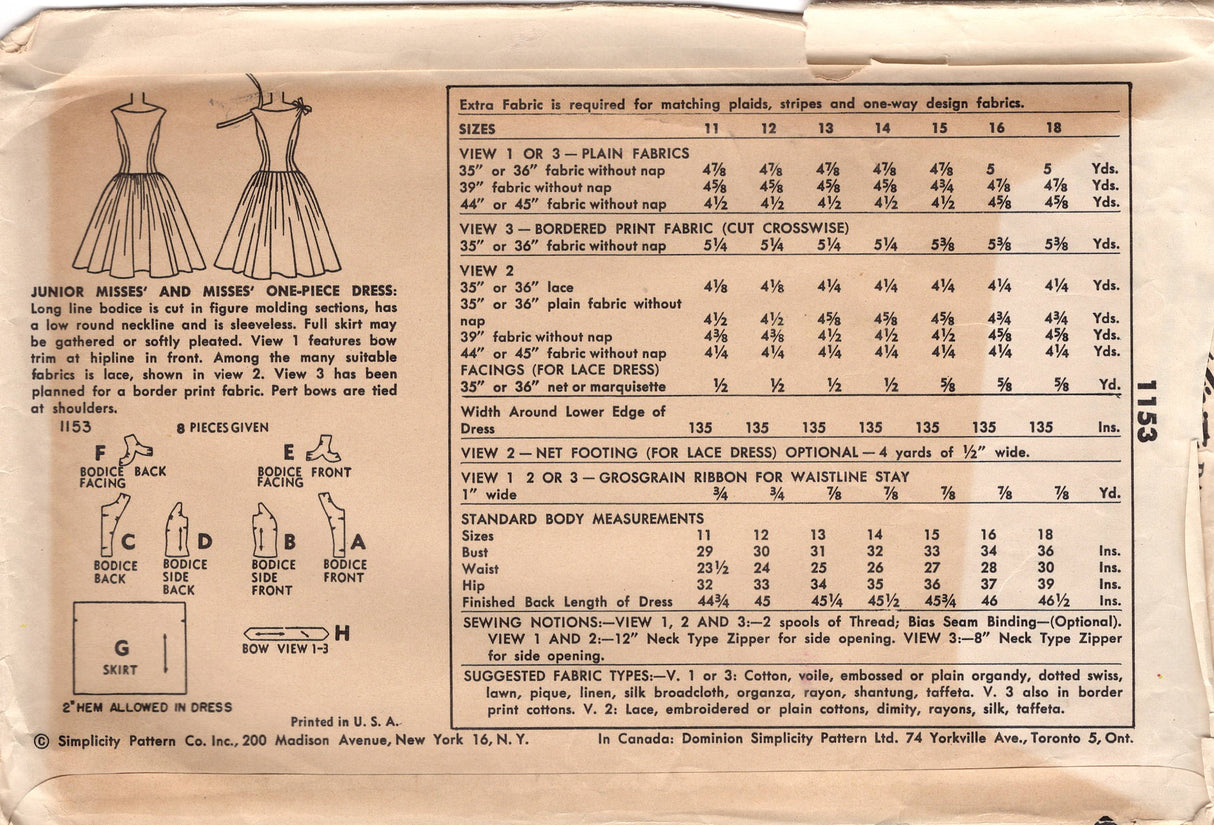 JUNIOR MISSES' AND MISSES' ONE-PIECE DRESS:
Long line bodice is cut in figure molding sections, has
a low round neckline and is sleeveless. Full skirt may
be gathered or softly pleated. View 1 features bow
trim at hipline in front. Among the many suitable
fabrics is lace, shown in view 2. View 3 has been
planned for a border print fabric. Pert bows are tied
at shoulders.
1153 8 PIECES GIVEN
F BODICE BACK
FACING
E BODICE FRONT
FACING
C
BODICE
BACK
D
BODICE
SIDE
BACK
B
BODICE
SIDE
FRONT
A
BODICE
FRONT
G
SKIRT
H
BOW VIEW 1-3
2" HEM ALLOWED IN DRESS
Printed in U. S. A.
Extra Fabric is required for matching plaids, stripes and one-way design fabrics.
SIZES 11 12 13 14 15 16 18
VIEW 1 OR 3 — PLAIN FABRICS
35" or 36" fabric without nap 4⅞ 4⅞ 4⅞ 4⅞ 4⅞ 5 5 Yds.
39" fabric without nap 4⅝ 4⅝ 4⅝ 4⅝ 4¾ 4⅞ 4⅞ Yds.
44" or 45" fabric without nap 4½ 4½ 4½ 4½ 4½ 4⅝ 4⅝ Yds.
VIEW 3 — BORDERED PRINT FABRIC (CUT CROSSWISE)
35" or 36" fabric without nap 5¼ 5¼ 5¼ 5¼ 5⅜ 5⅜ 5⅜ Yds.
VIEW 2
35" or 36" lace 4⅛ 4⅛ 4¼ 4¼ 4¼ 4¼ 4¼ Yds.
35" or 36" plain fabric without
nap 4½ 4½ 4⅝ 4⅝ 4⅝ 4¾ 4¾ Yds.
39" fabric without nap 4⅜ 4⅜ 4½ 4½ 4½ 4⅝ 4⅝ Yds.
44" or 45" fabric without nap 4¼ 4¼ 4¼ 4¼ 4¼ 4¼ 4¼ Yds.
FACINGS (FOR LACE DRESS)
35" or 36" net or marquisette ½ ½ ½ ½ ⅝ ⅝ ⅝ Yd.
Width Around Lower Edge of
Dress 135 135 135 135 135 135 135 Ins.
VIEW 2 — NET FOOTING (FOR LACE DRESS) OPTIONAL — 4 yards of ½" wide.
VIEW 1 2 OR 3 — GROSGRAIN RIBBON FOR WAISTLINE STAY
1" wide ¾ ¾ ⅞ ⅞ ⅞ ⅞ ⅞ Yd.
STANDARD BODY MEASUREMENTS
Sizes 11 12 13 14 15 16 18
Bust 29 30 31 32 33 34 36 Ins.
Waist 23½ 24 25 26 27 28 30 Ins.
Hip 32 33 34 35 36 37 39 Ins.
Finished Back Length of Dress 44¾ 45 45¼ 45½ 45¾ 46 46½ Ins.
SEWING NOTIONS:—VIEW 1, 2 AND 3:—2 spools of Thread; Bias Seam Binding—(Optional).
VIEW 1 AND 2:—12" Neck Type Zipper for side opening. VIEW 3:—8" Neck Type Zipper
for side opening.
SUGGESTED FABRIC TYPES:—V. 1 or 3: Cotton, voile, embossed or plain organdy, dotted swiss,
lawn, pique, linen, silk broadcloth, organza, rayon, shantung, taffeta. V. 3 also in border
print cottons. V. 2: Lace, embroidered or plain cottons, dimity, rayons, silk, taffeta.
1153
© Simplicity Pattern Co. Inc., 200 Madison Avenue, New York 16, N. Y. In Canada: Dominion Simplicity Pattern Ltd. 74 Yorkville Ave., Toronto 5, Ont.